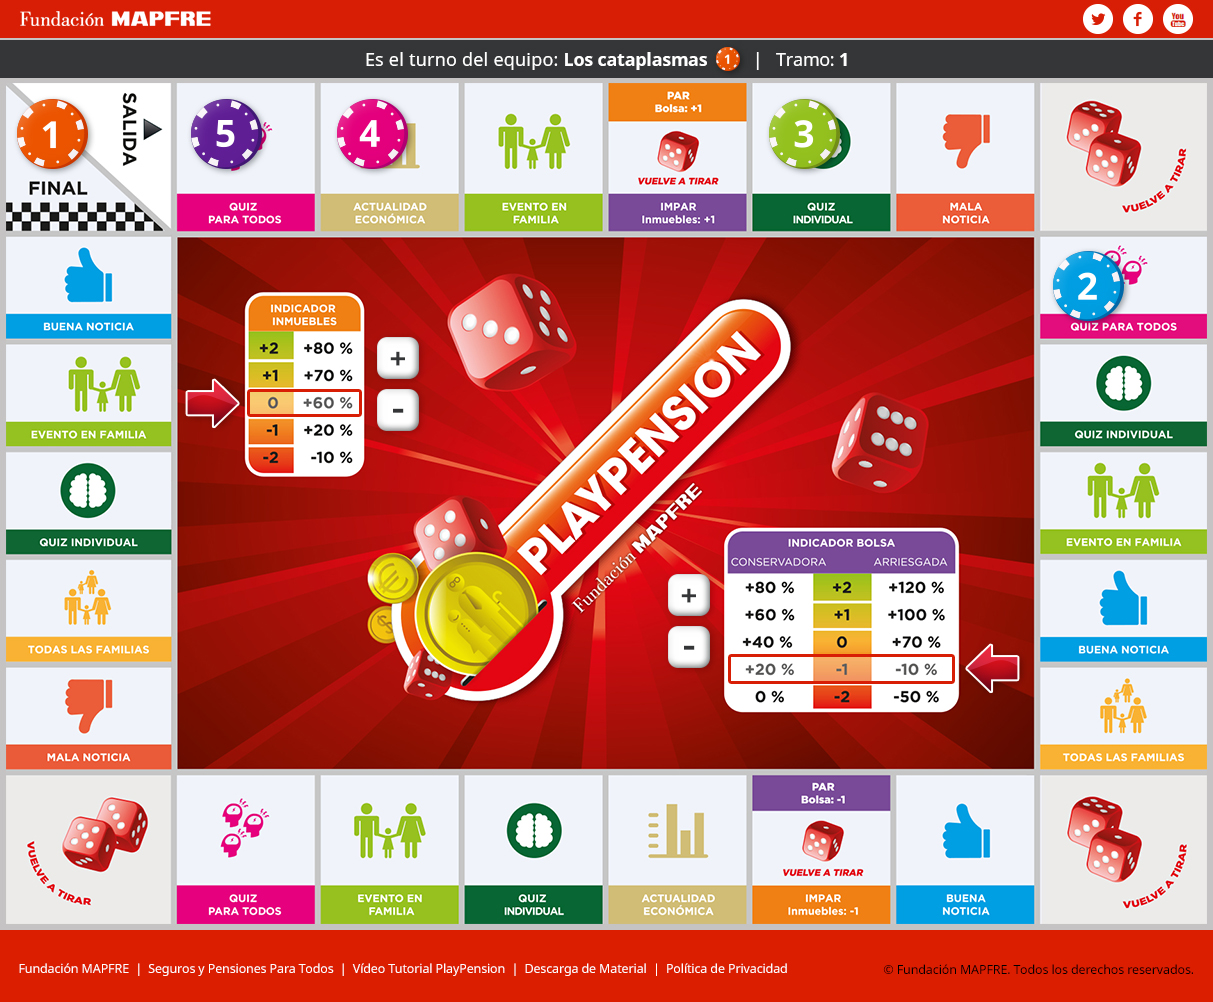 Fundación MAPFRE
You
Tube
Es el turno del equipo: Los cataplasmas 1 | Tramo: 1
1
SALIDA
FINAL
5
QUIZ
PARA TODOS
4
ACTUALIDAD
ECONÓMICA
EVENTO EN
FAMILIA
PAR
Bolsa: +1
VUELVE A TIRAR
IMPAR
Inmuebles: +1
3
QUIZ
INDIVIDUAL
MALA
NOTICIA
VUELVE A TIRAR
BUENA NOTICIA
EVENTO EN FAMILIA
QUIZ INDIVIDUAL
TODAS LAS FAMILIAS
MALA NOTICIA
INDICADOR
INMUEBLES
+2 +80 %
+1 +70 %
0 +60 %
-1 +20 %
-2 -10 %
+
-
PLAYPENSION
Fundación MAPFRE
€
$
+
-
INDICADOR BOLSA
CONSERVADORA ARRIESGADA
+80 % +2 +120 %
+60 % +1 +100 %
+40 % 0 +70 %
+20 % -1 -10 %
0 % -2 -50 %
2
QUIZ PARA TODOS
QUIZ INDIVIDUAL
EVENTO EN FAMILIA
BUENA NOTICIA
TODAS LAS FAMILIAS
VUELVE A TIRAR
QUIZ
PARA TODOS
EVENTO EN
FAMILIA
QUIZ
INDIVIDUAL
ACTUALIDAD
ECONÓMICA
PAR
Bolsa: -1
VUELVE A TIRAR
IMPAR
Inmuebles: -1
BUENA
NOTICIA
VUELVE A TIRAR
Fundación MAPFRE | Seguros y Pensiones Para Todos | Vídeo Tutorial PlayPension | Descarga de Material | Política de Privacidad
© Fundación MAPFRE. Todos los derechos reservados.